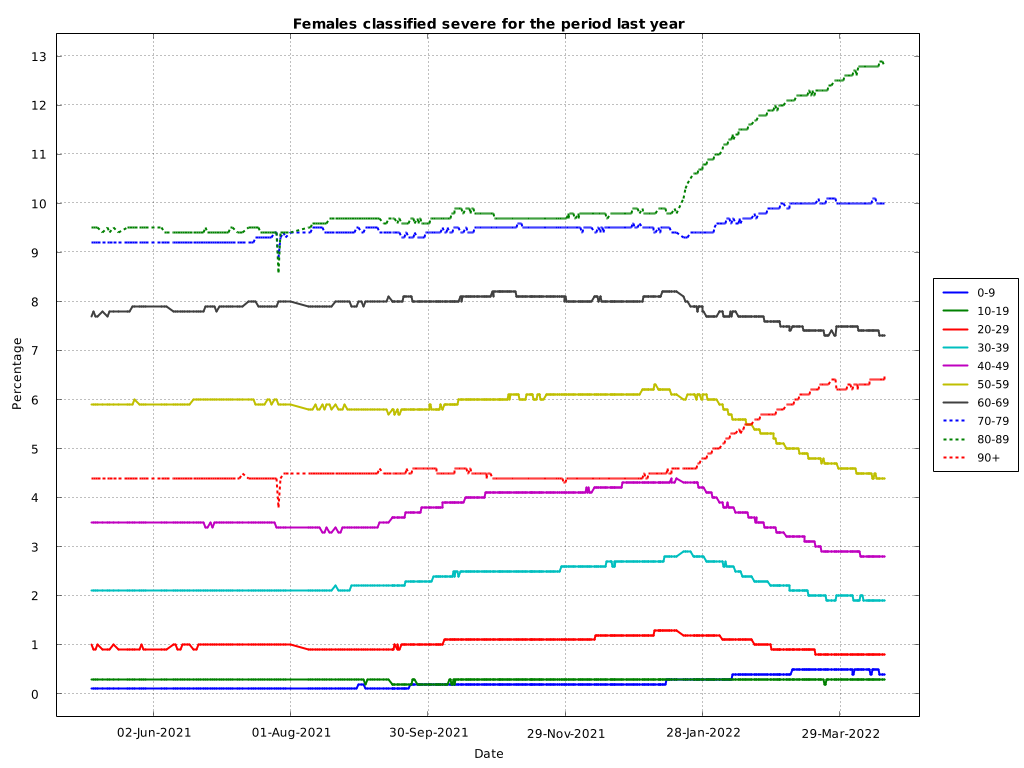 Females classified severe for the period last year
13
12
11
10
9
8
7
6
5
4
3
2
1
0
Percentage
02-Jun-2021
01-Aug-2021
30-Sep-2021
29-Nov-2021
28-Jan-2022
29-Mar-2022
Date
0-9
10-19
20-29
30-39
40-49
50-59
60-69
70-79
80-89
90+